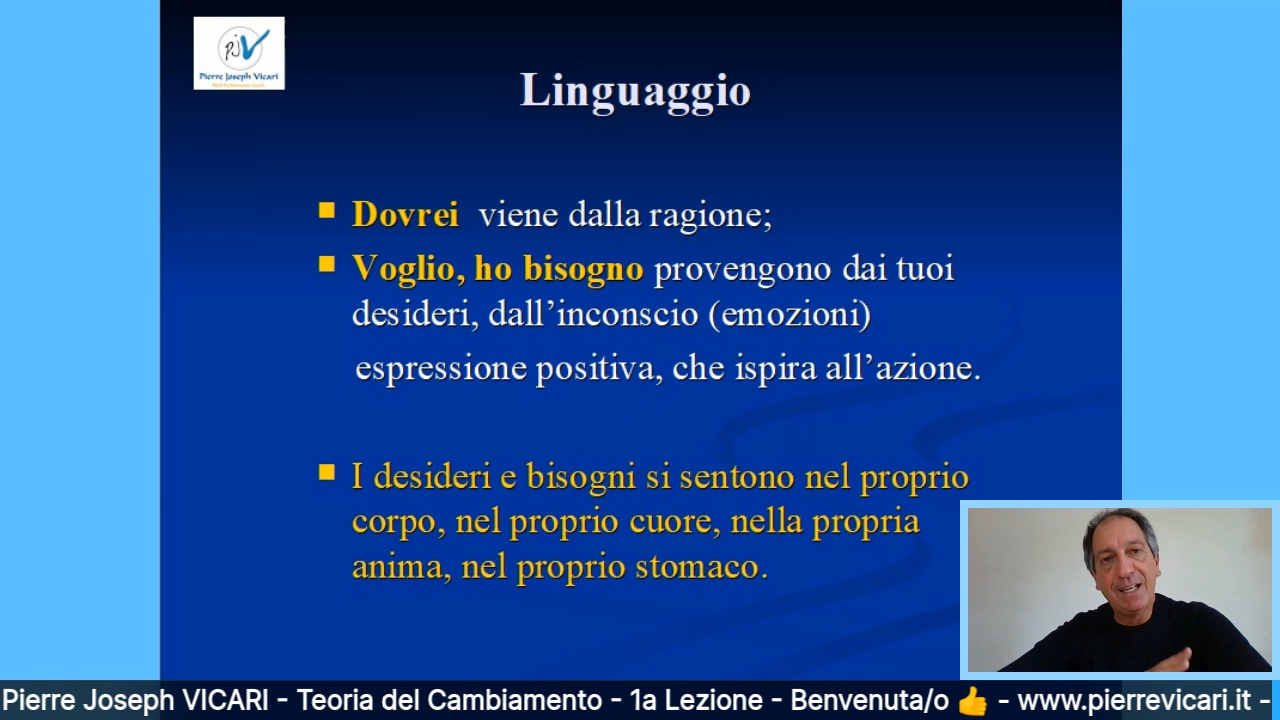 PJV
Pierre Joseph Vicari
Linguaggio
Dovrei viene dalla ragione;
Voglio, ho bisogno provengono dai tuoi
desideri, dall’inconscio (emozioni)
espressione positiva, che ispira all’azione.
I desideri e bisogni si sentono nel proprio
corpo, nel proprio cuore, nella propria
anima, nel proprio stomaco.
Pierre Joseph VICARI - Teoria del Cambiamento - 1a Lezione - Benvenuta/o 👍 - www.pierrevicari.it -